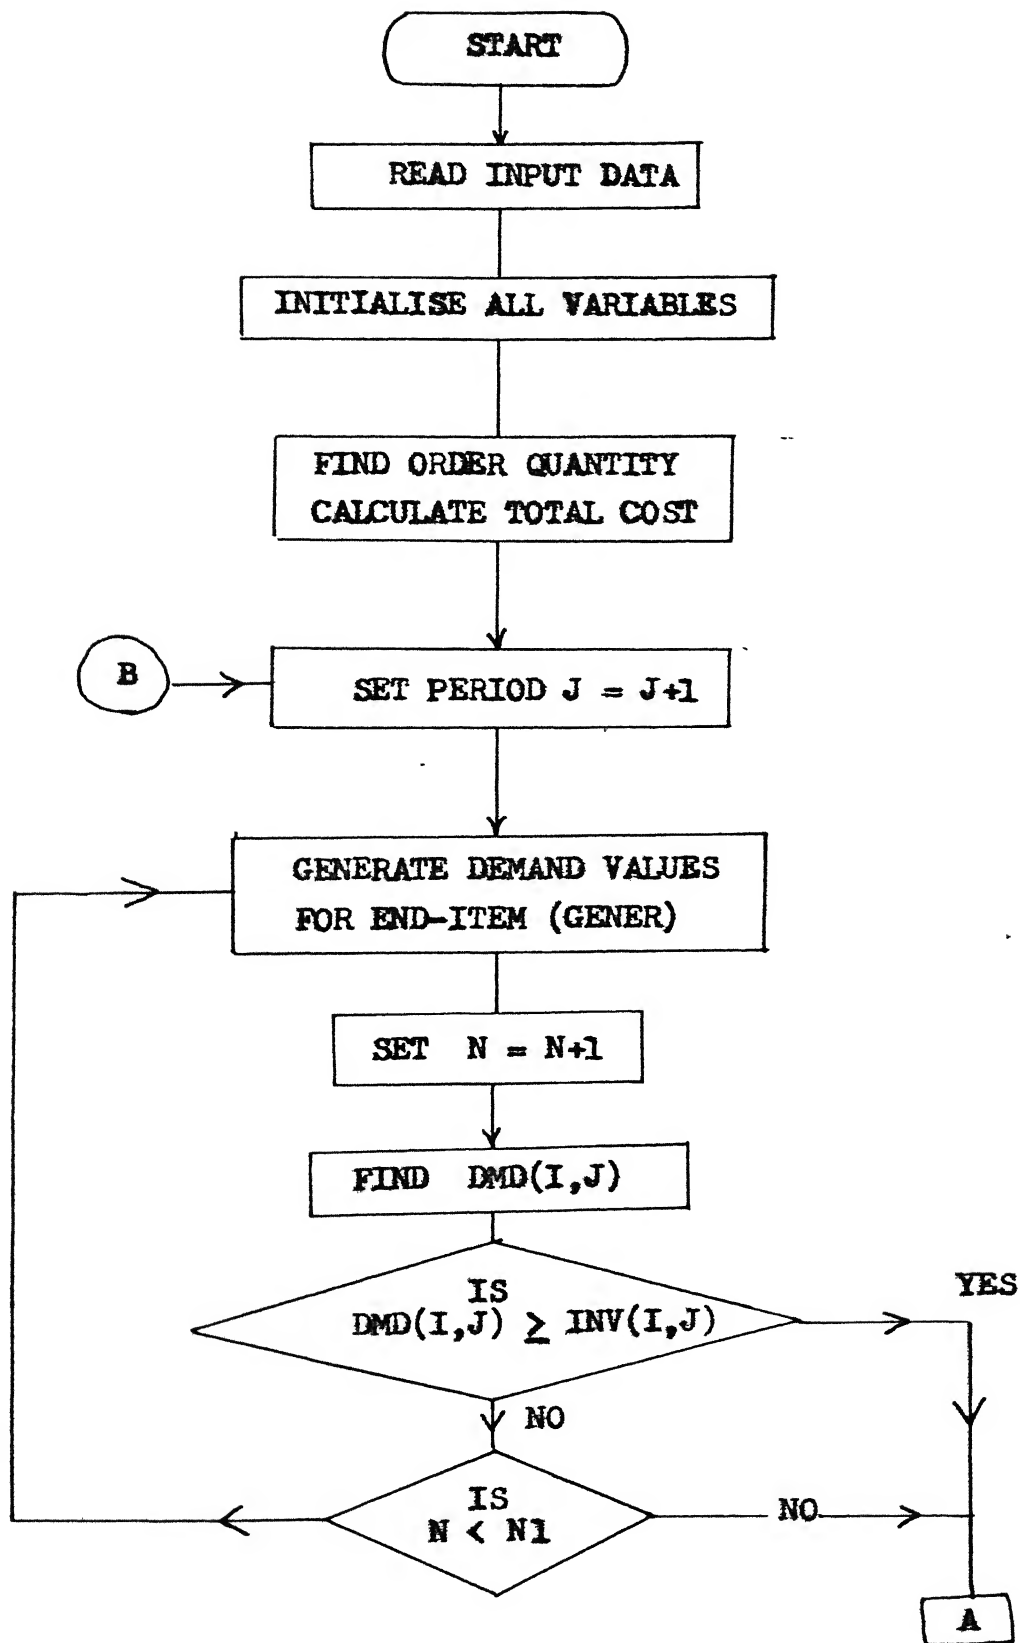 START
READ INPUT DATA
INITIALISE ALL VARIABLES
FIND ORDER QUANTITY
CALCULATE TOTAL COST
B
SET PERIOD J = J+1
GENERATE DEMAND VALUES
FOR END-ITEM (GENER)
SET N = N+1
FIND DMD(I,J)
IS
DMD(I,J) ≥ INV(I,J)
YES
NO
IS
N < N1
NO
A